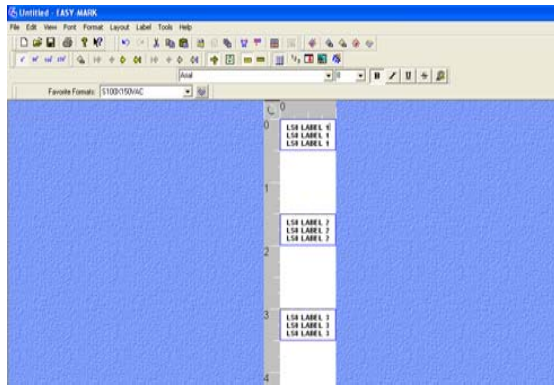 Untitled - EASY-MARK
File Edit View Font Format Layout Label Tools Help
Arial 8 B I U S
Favorite Formats: S100X150VAC
0
0 LS8 LABEL 1
LS8 LABEL 1
LS8 LABEL 1
1
LS8 LABEL 2
LS8 LABEL 2
2 LS8 LABEL 2
3 LS8 LABEL 3
LS8 LABEL 3
LS8 LABEL 3
4